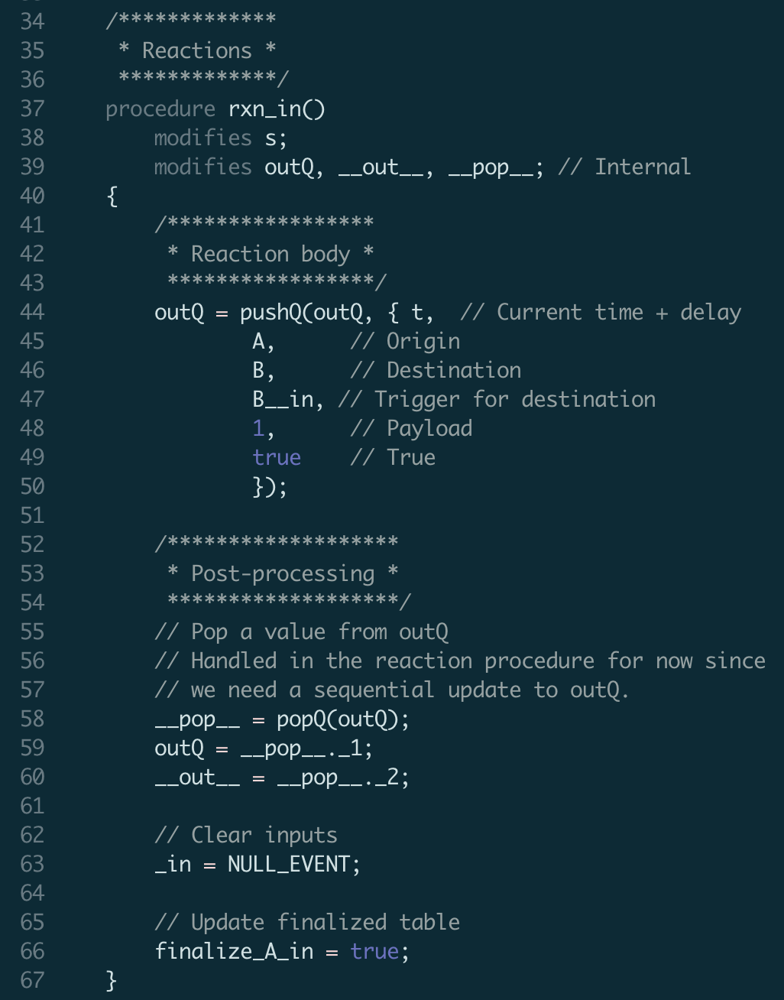 34 /*************
35 * Reactions *
36 *************/
37 procedure rxn_in()
38 modifies s;
39 modifies outQ, __out__, __pop__; // Internal
40 {
41 /*****************
42 * Reaction body *
43 *****************/
44 outQ = pushQ(outQ, { t, // Current time + delay
45 A, // Origin
46 B, // Destination
47 B__in, // Trigger for destination
48 1, // Payload
49 true // True
50 });
51
52 /*******************
53 * Post-processing *
54 *******************/
55 // Pop a value from outQ
56 // Handled in the reaction procedure for now since
57 // we need a sequential update to outQ.
58 __pop__ = popQ(outQ);
59 outQ = __pop__._1;
60 __out__ = __pop__._2;
61
62 // Clear inputs
63 _in = NULL_EVENT;
64
65 // Update finalized table
66 finalize_A_in = true;
67 }